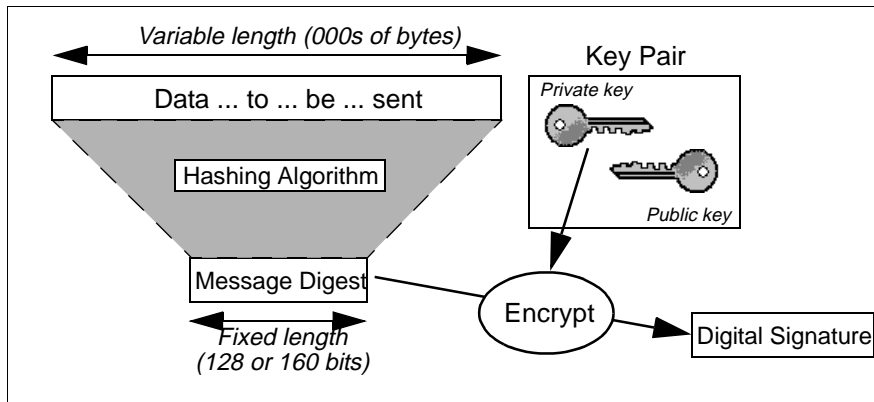 Variable length (000s of bytes)
Key Pair
Data ... to ... be ... sent
Private key
Hashing Algorithm
Public key
Message Digest
Encrypt
Fixed length
(128 or 160 bits)
Digital Signature